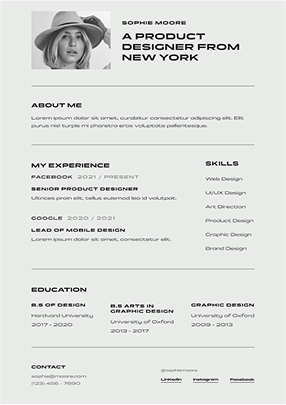 SOPHIE MOORE
A PRODUCT
DESIGNER FROM
NEW YORK
ABOUT ME
Lorem ipsum dolor sit amet, curabitur consectetur adipiscing elit. Elit
purus nisl turpis mi pharetra eros voluptate pellentesque.
MY EXPERIENCE
FACEBOOK 2021 / PRESENT
SENIOR PRODUCT DESIGNER
Ultrices proin elit, tellus euismod leo id volutpat.
GOOGLE 2020 / 2021
LEAD OF MOBILE DESIGN
Lorem ipsum dolor sit amet, consectetur elit.
SKILLS
Web Design
UI/UX Design
Art Direction
Product Design
Graphic Design
Brand Design
EDUCATION
B.S OF DESIGN
Hardvard University
2017 - 2020
B.S ARTS IN
GRAPHIC DESIGN
University of Oxford
2013 - 2017
GRAPHIC DESIGN
University of Oxford
2009 - 2013
CONTACT
sophie@moore.com
(123) 456 - 7890
@sophiemoore
LinkedIn Instagram Facebook